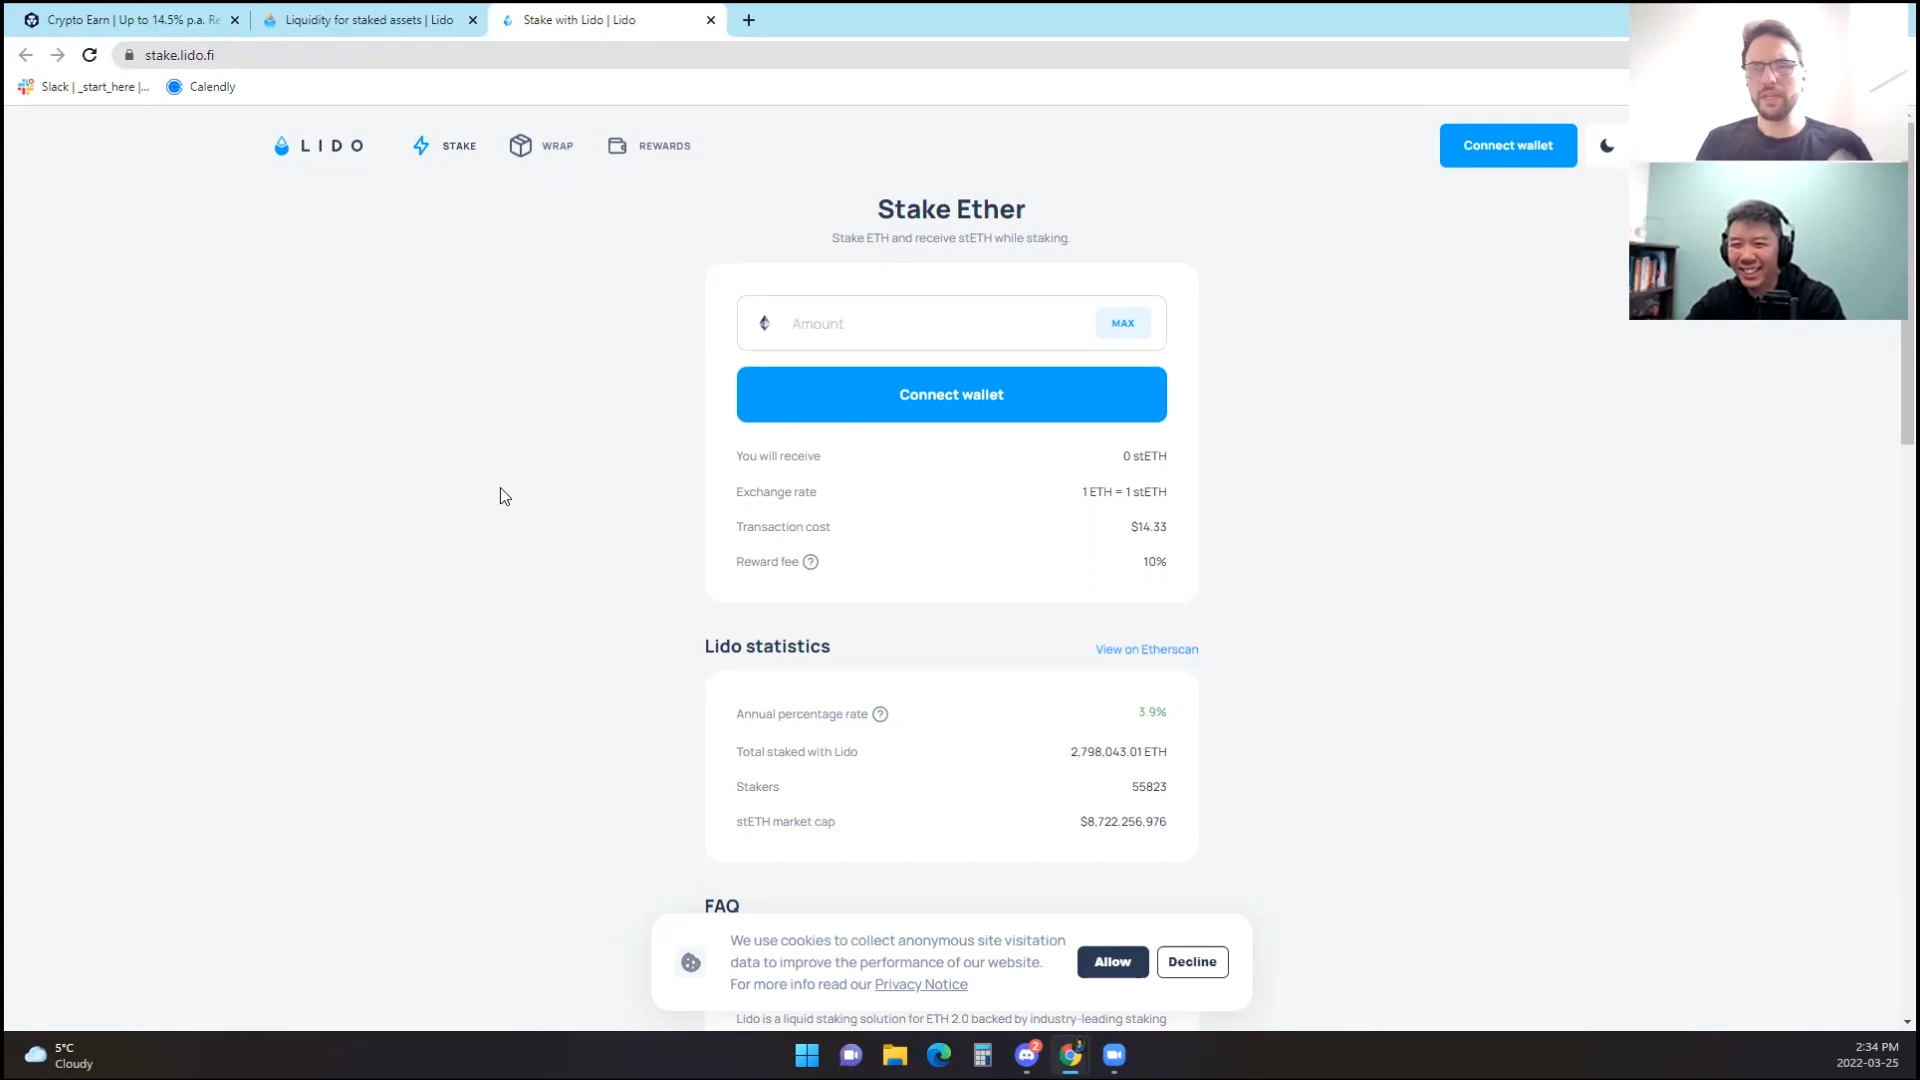 Crypto Earn | Up to 14.5% p.a. Re
Liquidity for staked assets | Lido
Stake with Lido | Lido
stake.lido.fi
Slack | _start_here |...
Calendly
LIDO
STAKE
WRAP
REWARDS
Connect wallet
Stake Ether
Stake ETH and receive stETH while staking.
Amount
MAX
Connect wallet
You will receive 0 stETH
Exchange rate 1 ETH = 1 stETH
Transaction cost $14.33
Reward fee ? 10%
Lido statistics View on Etherscan
Annual percentage rate ? 3.9%
Total staked with Lido 2,798,043.01 ETH
Stakers 55823
stETH market cap $8,722,256,976
FAQ
We use cookies to collect anonymous site visitation
data to improve the performance of our website.
For more info read our Privacy Notice
Allow
Decline
Lido is a liquid staking solution for ETH 2.0 backed by industry-leading staking
5°C
Cloudy
2
3
2:34 PM
2022-03-25